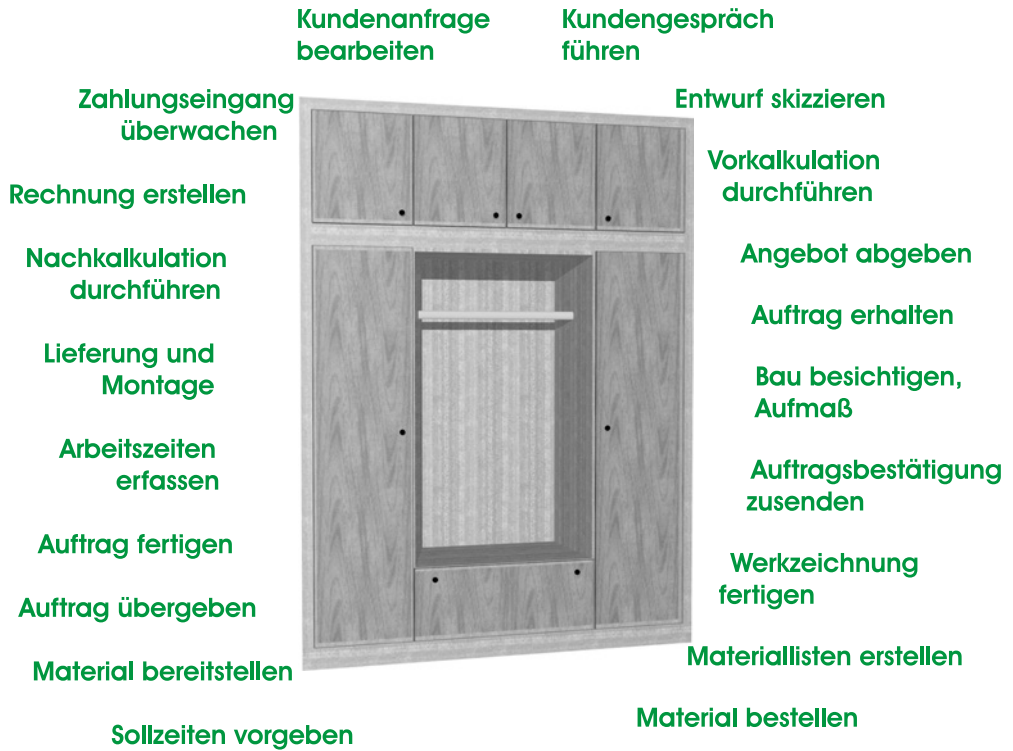 Kundenanfrage
bearbeiten
Kundengespräch
führen
Entwurf skizzieren
Vorkalkulation
durchführen
Angebot abgeben
Auftrag erhalten
Bau besichtigen,
Aufmaß
Auftragsbestätigung
zusenden
Werkzeichnung
fertigen
Materiallisten erstellen
Material bestellen
Sollzeiten vorgeben
Material bereitstellen
Auftrag übergeben
Auftrag fertigen
Arbeitszeiten
erfassen
Lieferung und
Montage
Nachkalkulation
durchführen
Rechnung erstellen
Zahlungseingang
überwachen